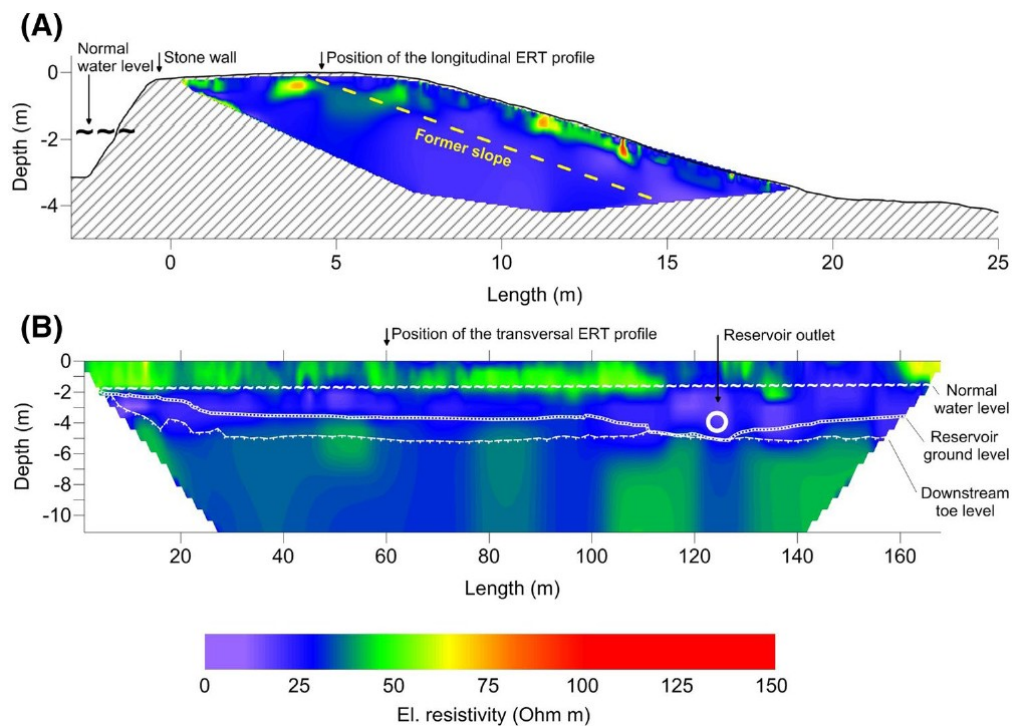 (A)
Normal
water level
Stone wall
Position of the longitudinal ERT profile
0
-2
-4
Depth (m)
Former slope
0
5
10
15
20
25
Length (m)
(B)
Position of the transversal ERT profile
Reservoir outlet
0
-2
-4
-6
-8
-10
Depth (m)
Normal
water level
Reservoir
ground level
Downstream
toe level
20
40
60
80
100
120
140
160
Length (m)
0
25
50
75
100
150
El. resistivity (Ohm m)